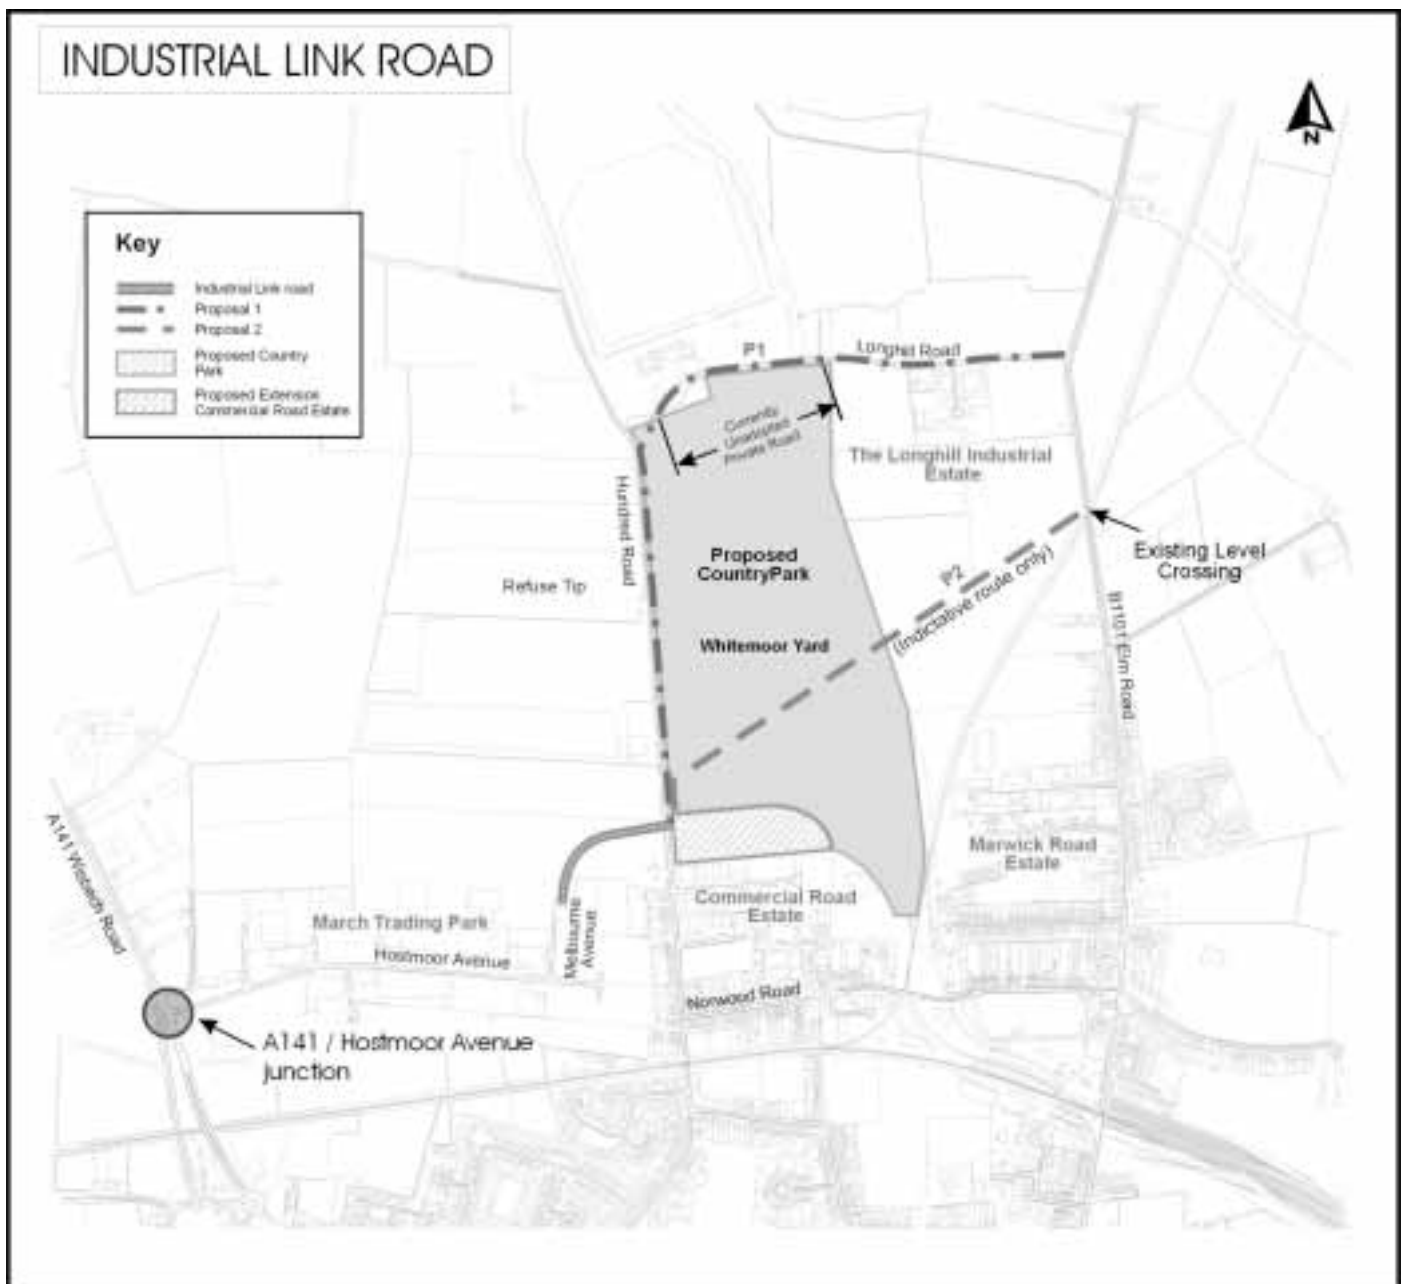 INDUSTRIAL LINK ROAD
N
Key
Industrial Link road
Proposal 1
Proposal 2
Proposed Country
Park
Proposed Extension
Commercial Road Estate
P1
Longhill Road
Currently
Unadopted
Private Road
The Longhill Industrial
Estate
Hundred Road
Proposed
CountryPark
P2
(Indictative route only)
Existing Level
Crossing
Refuse Tip
Whitemoor Yard
B1101 Elm Road
A141 Wisbech Road
Marwick Road
Estate
Commercial Road
Estate
March Trading Park
Melbourne
Avenue
Hostmoor Avenue
Norwood Road
A141 / Hostmoor Avenue
junction